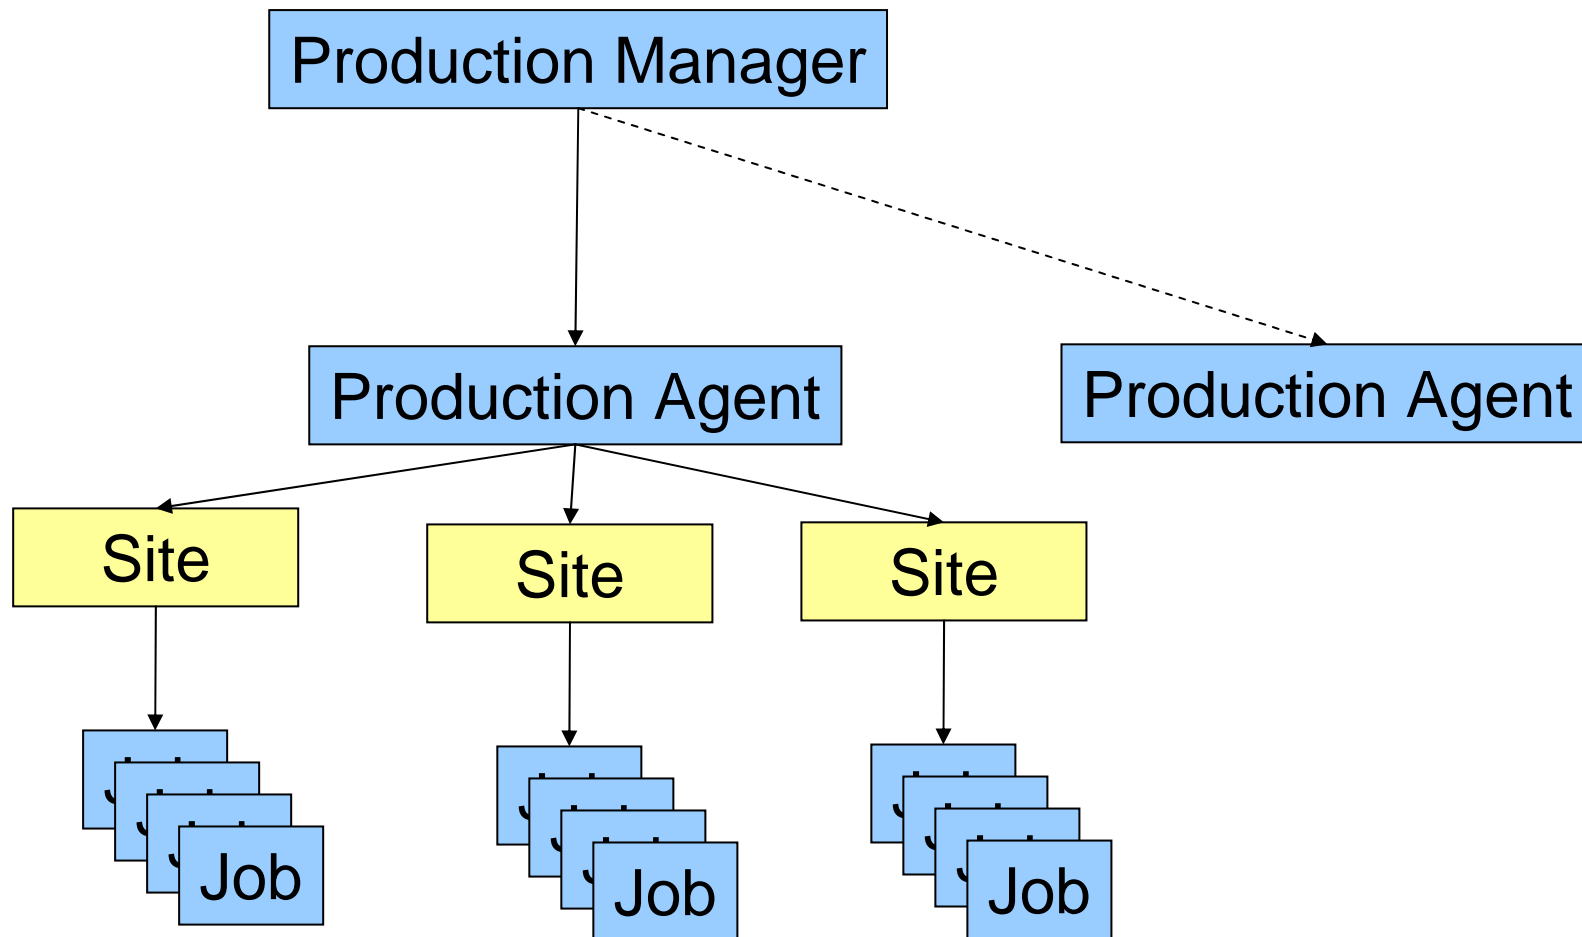 Production Manager
Production Agent
Production Agent
Site
Site
Site
Job
Job
Job